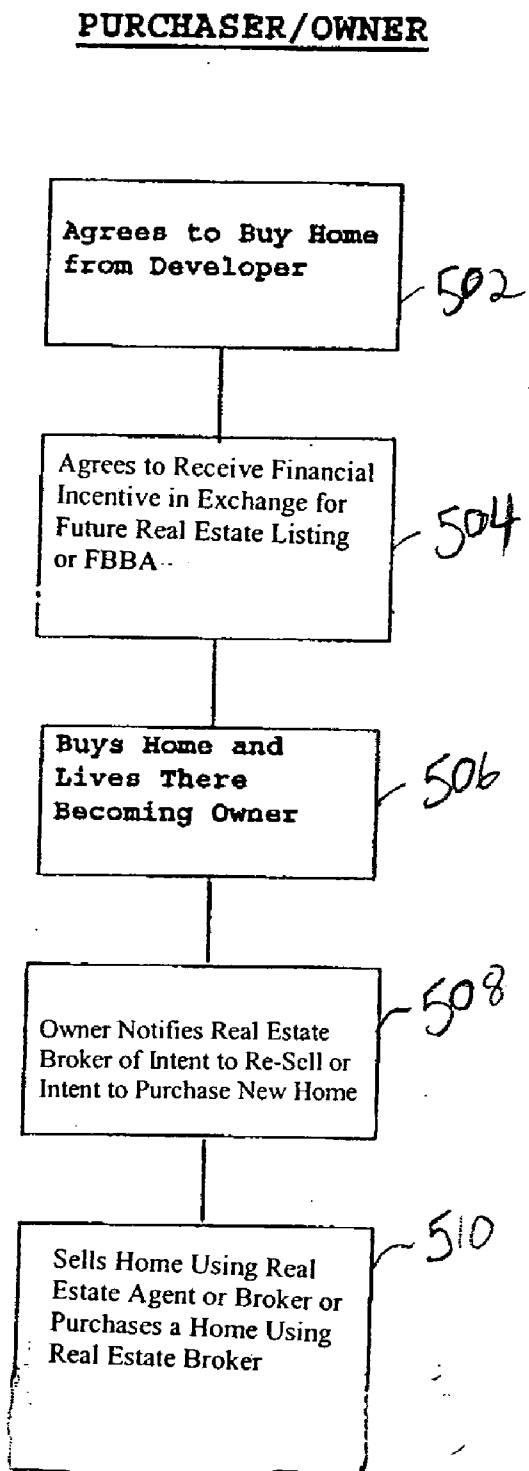 PURCHASER/OWNER
Agrees to Buy Home
from Developer
502
Agrees to Receive Financial
Incentive in Exchange for
Future Real Estate Listing
or FBBA
504
Buys Home and
Lives There
Becoming Owner
506
Owner Notifies Real Estate
Broker of Intent to Re-Sell or
Intent to Purchase New Home
508
Sells Home Using Real
Estate Agent or Broker or
Purchases a Home Using
Real Estate Broker
510